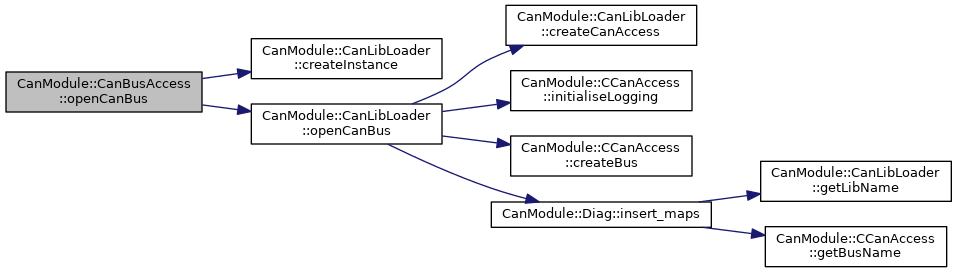 CanModule::CanBusAccess
::openCanBus
CanModule::CanLibLoader
::createInstance
CanModule::CanLibLoader
::openCanBus
CanModule::CanLibLoader
::createCanAccess
CanModule::CCanAccess
::initialiseLogging
CanModule::CCanAccess
::createBus
CanModule::Diag::insert_maps
CanModule::CanLibLoader
::getLibName
CanModule::CCanAccess
::getBusName